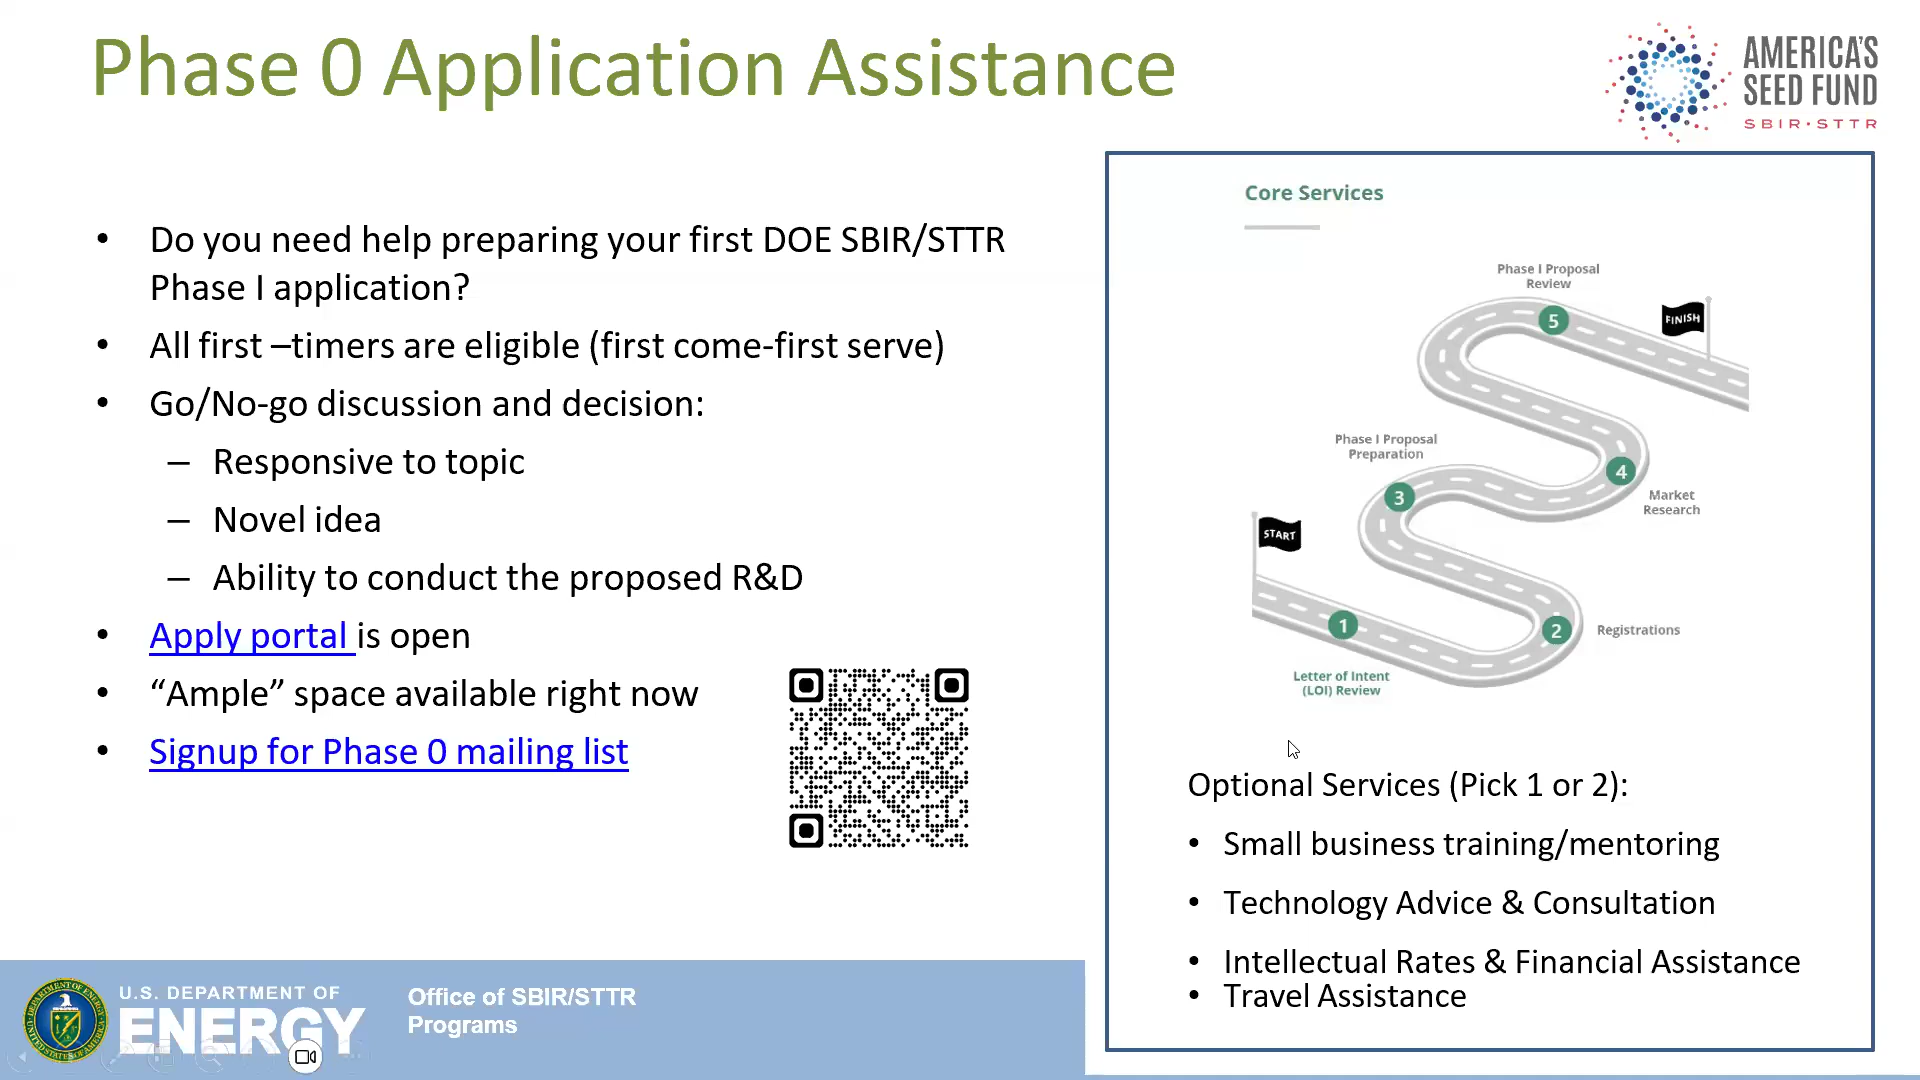 Phase 0 Application Assistance
AMERICA'S
SEED FUND
SBIR·STTR
• Do you need help preparing your first DOE SBIR/STTR
Phase I application?
• All first –timers are eligible (first come-first serve)
• Go/No-go discussion and decision:
– Responsive to topic
– Novel idea
– Ability to conduct the proposed R&D
• Apply portal is open
• “Ample” space available right now
• Signup for Phase 0 mailing list
Core Services
Phase I Proposal
Review
5
FINISH
Phase I Proposal
Preparation
4
3
Market
Research
START
1
2
Registrations
Letter of Intent
(LOI) Review
Optional Services (Pick 1 or 2):
• Small business training/mentoring
• Technology Advice & Consultation
• Intellectual Rates & Financial Assistance
• Travel Assistance
U.S. DEPARTMENT OF
ENERGY
Office of SBIR/STTR
Programs